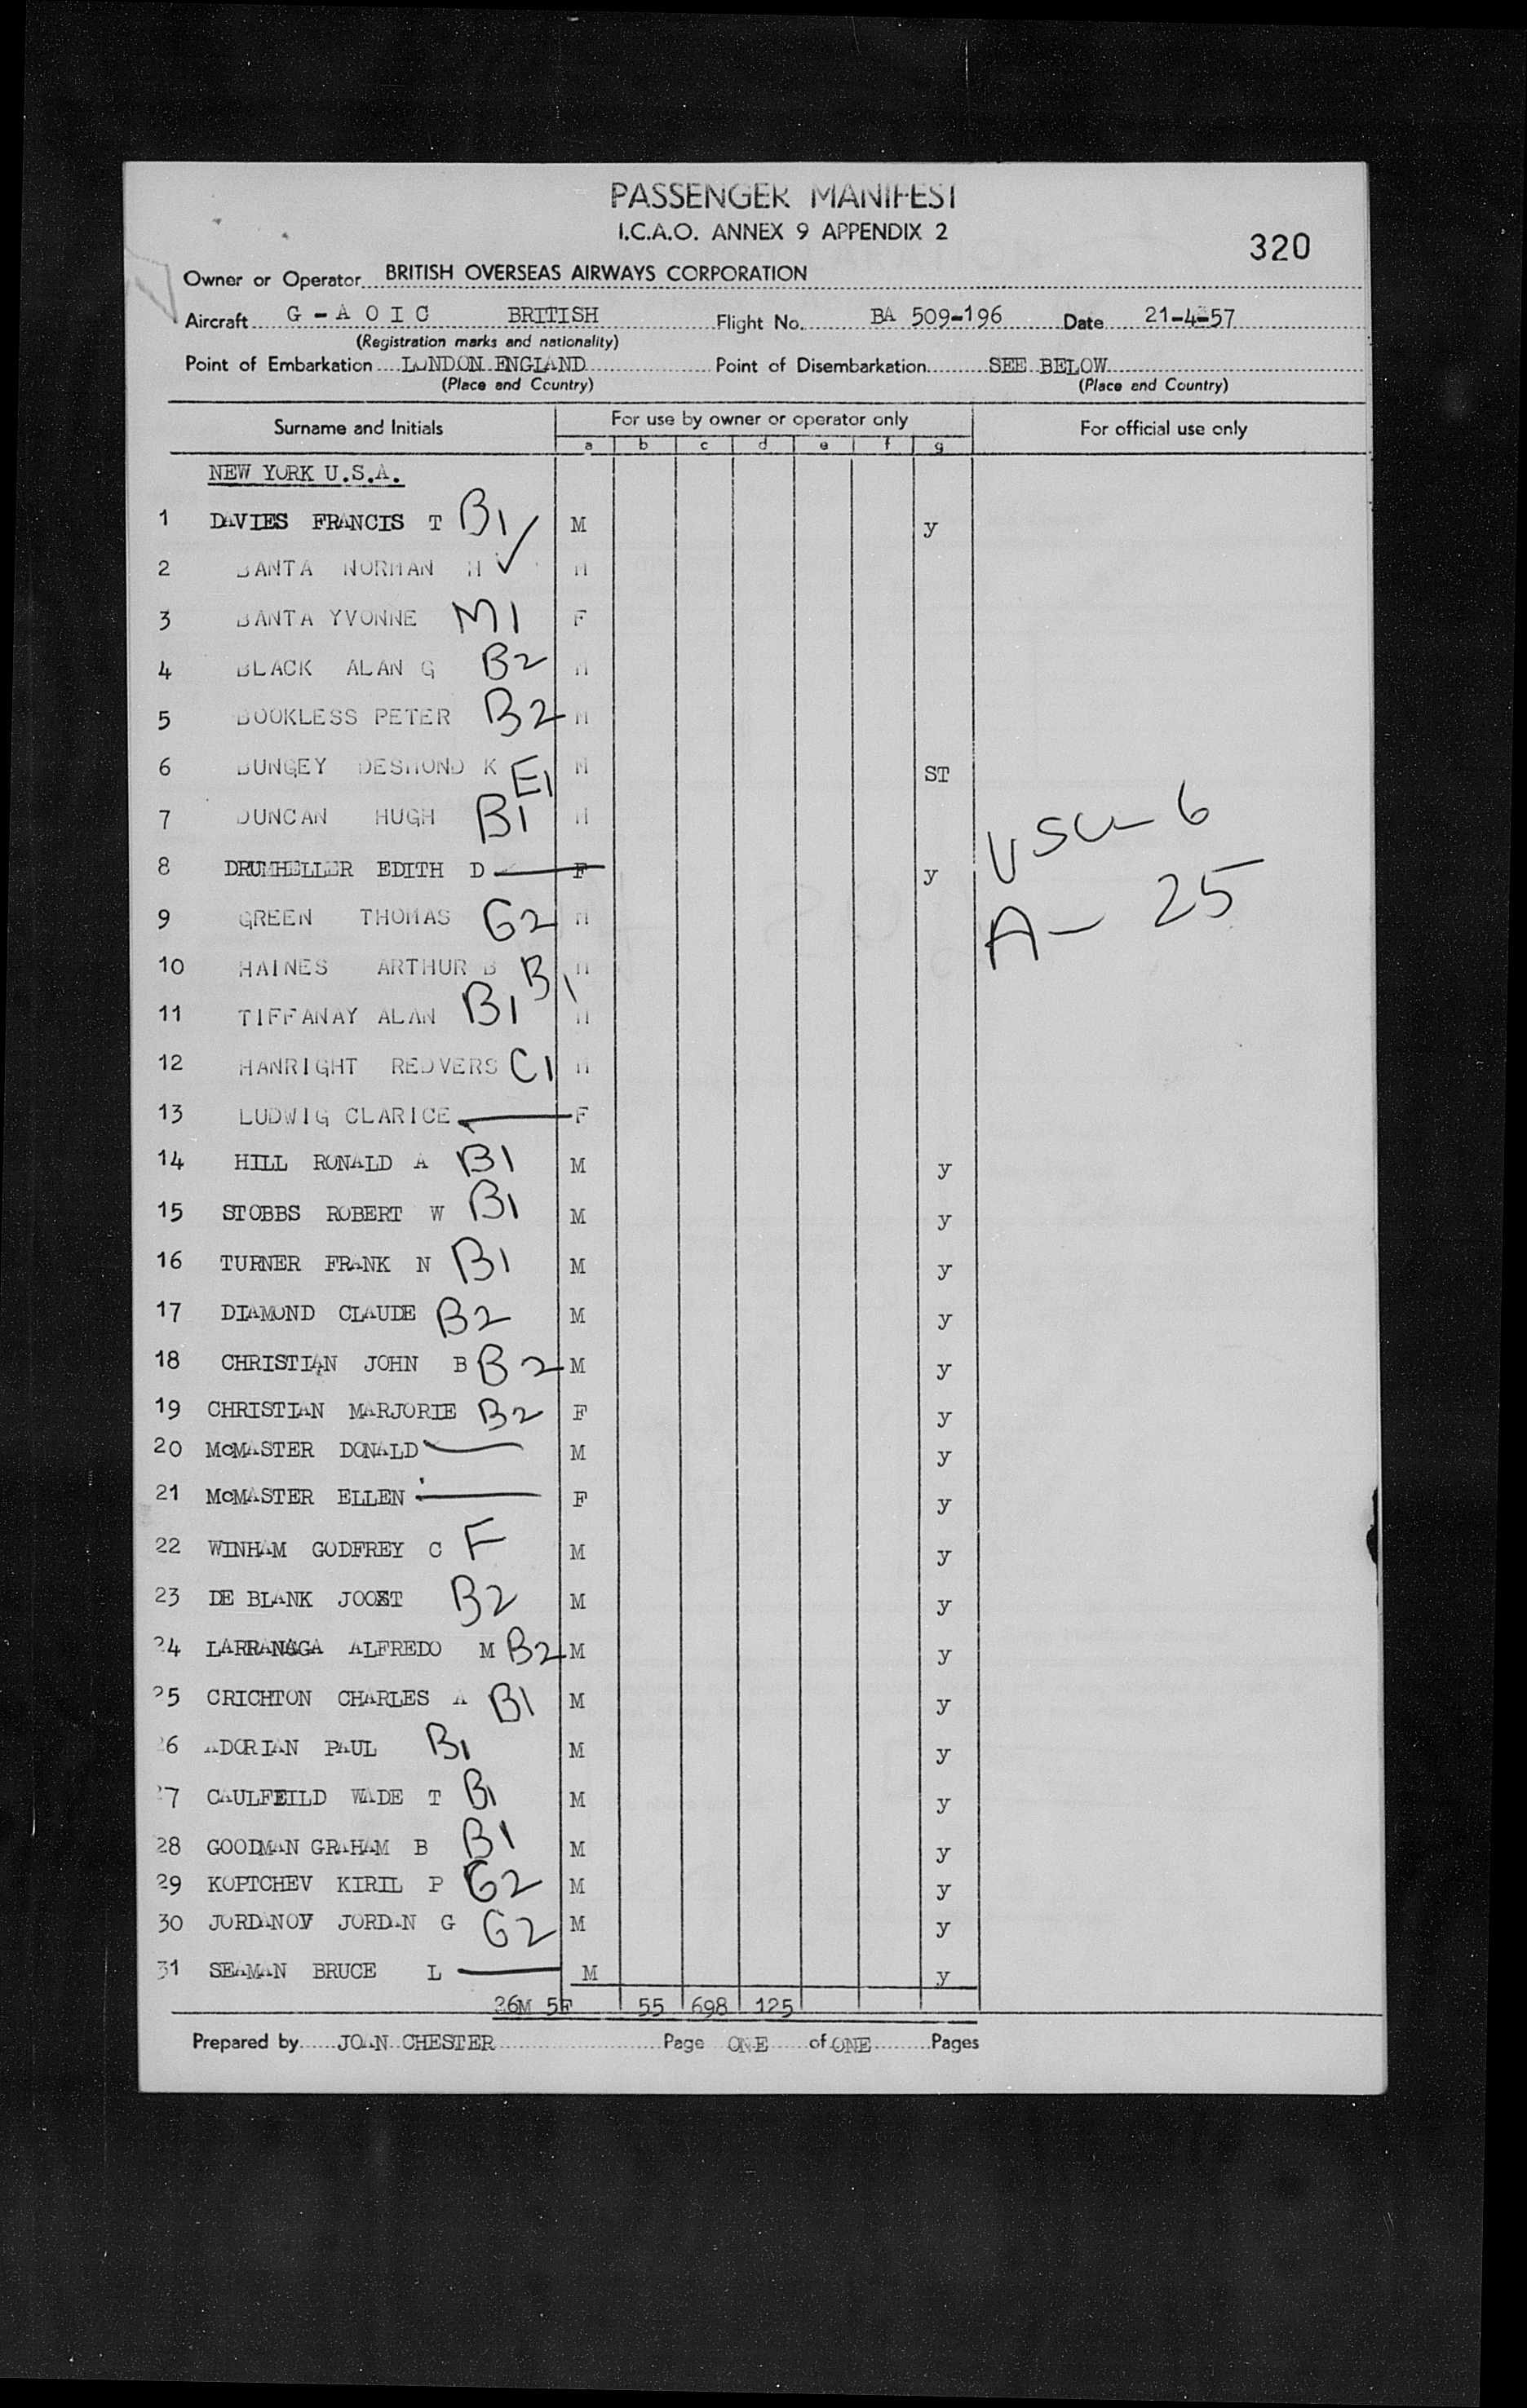 PASSENGER MANIFEST
I.C.A.O. ANNEX 9 APPENDIX 2
320
Owner or Operator BRITISH OVERSEAS AIRWAYS CORPORATION
Aircraft G-AOIC BRITISH Flight No. BA 509-196 Date 21-4-57
(Registration marks and nationality)
Point of Embarkation LONDON ENGLAND Point of Disembarkation SEE BELOW
(Place and Country) (Place and Country)
Surname and Initials For use by owner or operator only For official use only
a b c d e f g
NEW YORK U.S.A.
1 DAVIES FRANCIS T B1 M y
2 BANTA NORMAN H ✓ M
3 BANTA YVONNE M1 F
4 BLACK ALAN G B2 M
5 BOOKLESS PETER B2 M
6 BUNGEY DESMOND K E1 M ST
7 DUNCAN HUGH B1 M
USC-6
8 DRUMHELLER EDITH D F y
A-25
9 GREEN THOMAS G2 M
10 HAINES ARTHUR B B1 M
11 TIFFANAY ALAN B1 M
12 HANRIGHT REDVERS C1 M
13 LUDWIG CLARICE F
14 HILL RONALD A B1 M y
15 STOBBS ROBERT W B1 M y
16 TURNER FRANK N B1 M y
17 DIAMOND CLAUDE B2 M y
18 CHRISTIAN JOHN B B2 M y
19 CHRISTIAN MARJORIE B2 F y
20 McMASTER DONALD M y
21 McMASTER ELLEN F y
22 WINHAM GODFREY C F M y
23 DE BLANK JOOST B2 M y
24 LARRANAGA ALFREDO M B2 M y
25 CRICHTON CHARLES A B1 M y
26 ADORIAN PAUL B1 M y
27 CAULFEILD WADE T B1 M y
28 GOODMAN GRAHAM B B1 M y
29 KOPTCHEV KIRIL P G2 M y
30 JORDANOV JORDAN G G2 M y
31 SEAMAN BRUCE L M y
26M 5F 55 698 125
Prepared by JOAN CHESTER Page ONE of ONE Pages